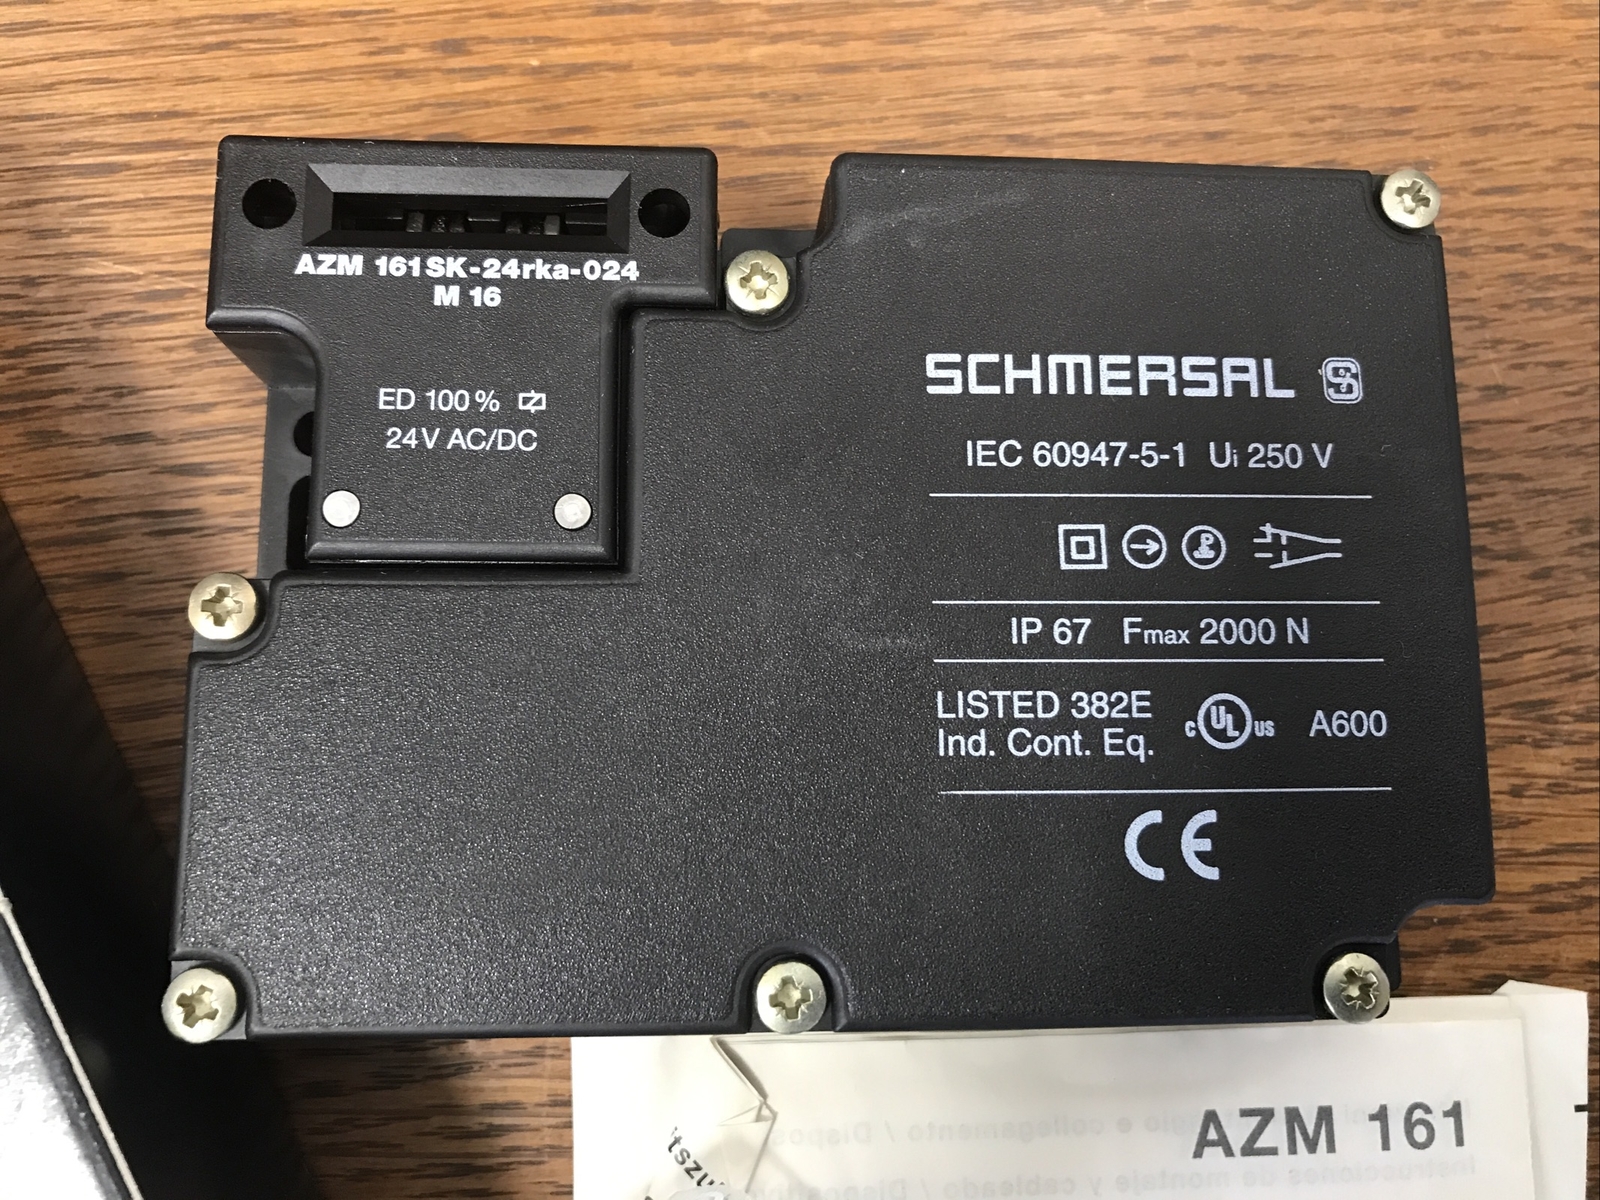 AZM 161SK-24rka-024
M 16
ED 100 %
24V AC/DC
SCHMERSAL
IEC 60947-5-1 Ui 250 V
IP 67 Fmax 2000 N
LISTED 382E
Ind. Cont. Eq.
c UL us A600
CE
AZM 161